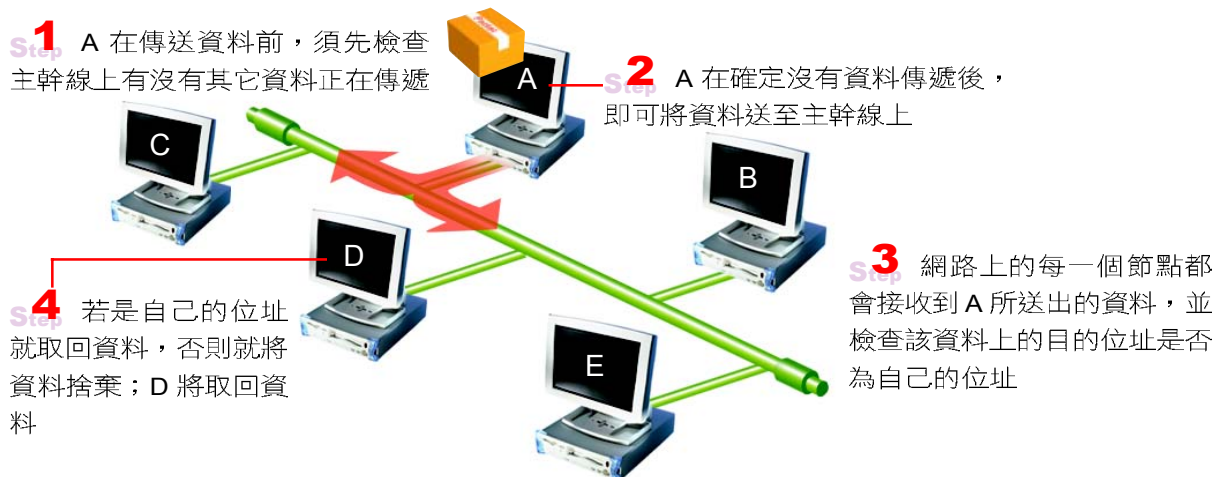 Step 1 A 在傳送資料前，須先檢查
主幹線上有沒有其它資料正在傳遞
A
Step 2 A 在確定沒有資料傳遞後，
即可將資料送至主幹線上
C
B
D
Step 3 網路上的每一個節點都
會接收到 A 所送出的資料，並
檢查該資料上的目的位址是否
為自己的位址
Step 4 若是自己的位址
就取回資料，否則就將
資料捨棄；D 將取回資
料
E